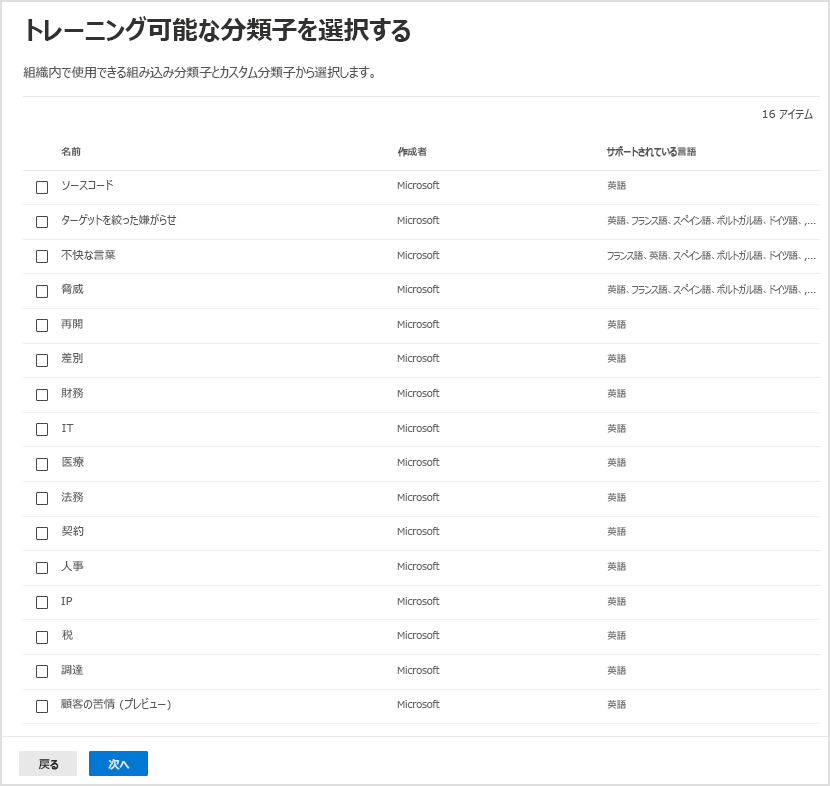 トレーニング可能な分類子を選択する
組織内で使用できる組み込み分類子とカスタム分類子から選択します。
16 アイテム
名前 作成者 サポートされている言語
ソースコード Microsoft 英語
ターゲットを絞った嫌がらせ Microsoft 英語、フランス語、スペイン語、ポルトガル語、ドイツ語、,...
不快な言葉 Microsoft フランス語、英語、スペイン語、ポルトガル語、ドイツ語、,...
脅威 Microsoft 英語、フランス語、スペイン語、ポルトガル語、ドイツ語、,...
再開 Microsoft 英語
差別 Microsoft 英語
財務 Microsoft 英語
IT Microsoft 英語
医療 Microsoft 英語
法務 Microsoft 英語
契約 Microsoft 英語
人事 Microsoft 英語
IP Microsoft 英語
税 Microsoft 英語
調達 Microsoft 英語
顧客の苦情 (プレビュー) Microsoft 英語
戻る 次へ